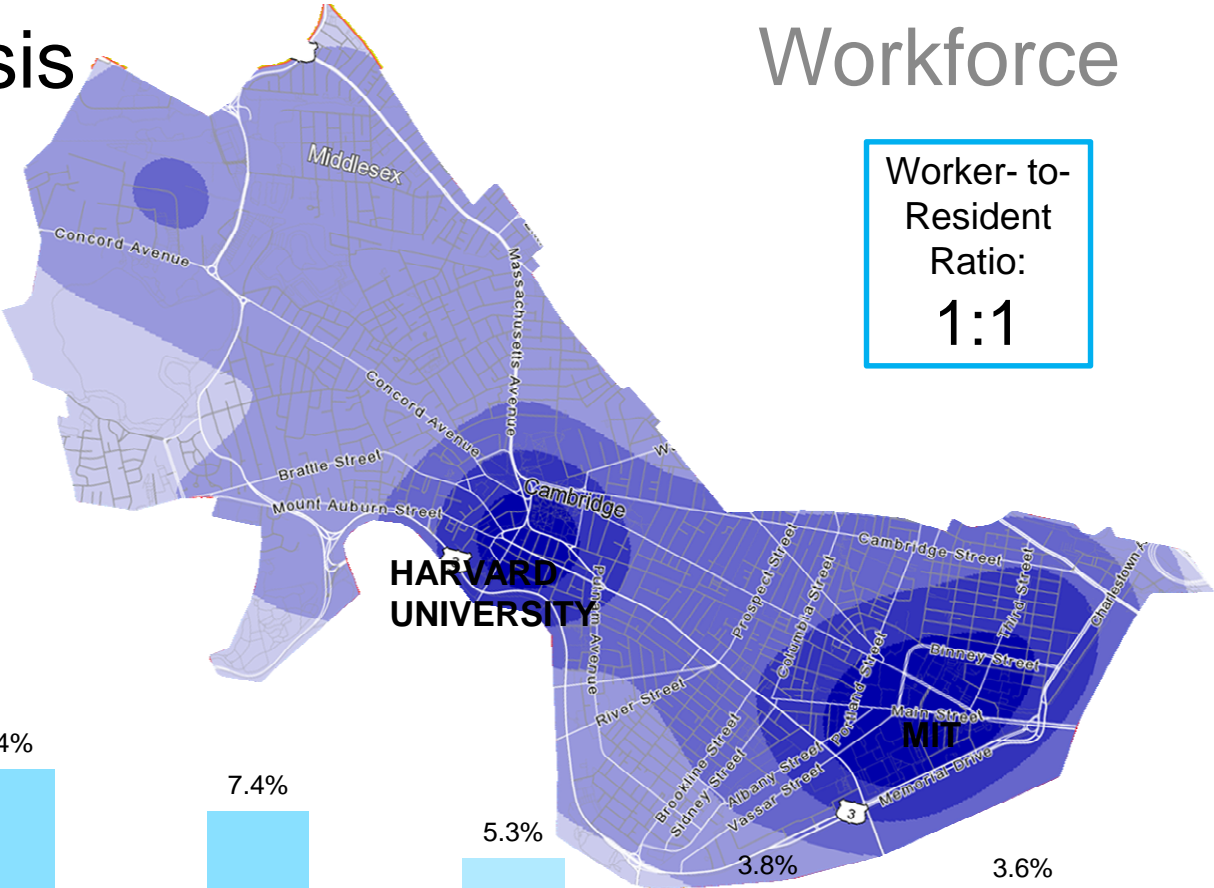 sis
Workforce
Worker- to-
Resident
Ratio:
1:1
Middlesex
Concord Avenue
Massachusetts Avenue
Concord Avenue
Brattle Street
Mount Auburn Street
Cambridge
3
HARVARD
UNIVERSITY
Putnam Avenue
River Street
Prospect Street
Columbia Street
Portland Street
Cambridge Street
Third Street
Binney Street
Main Street
MIT
Memorial Drive
Brookline Street
Sidney Street
Albany Street
Vassar Street
3
4%
7.4%
5.3%
3.8%
3.6%